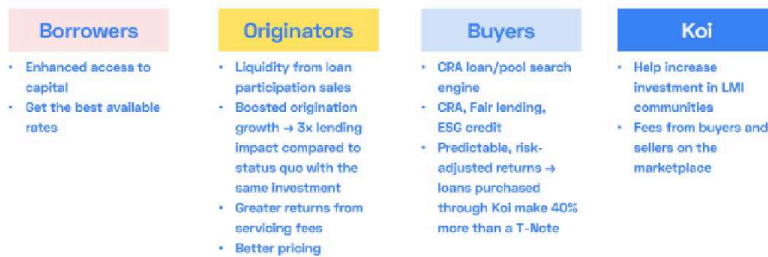 Borrowers
• Enhanced access to
capital
• Get the best available
rates
Originators
• Liquidity from loan
participation sales
• Boosted origination
growth → 3x lending
impact compared to
status quo with the
same investment
• Greater returns from
servicing fees
• Better pricing
Buyers
• CRA loan/pool search
engine
• CRA, Fair lending,
ESG credit
• Predictable, risk-
adjusted returns →
loans purchased
through Koi make 40%
more than a T-Note
Koi
• Help increase
investment in LMI
communities
• Fees from buyers and
sellers on the
marketplace